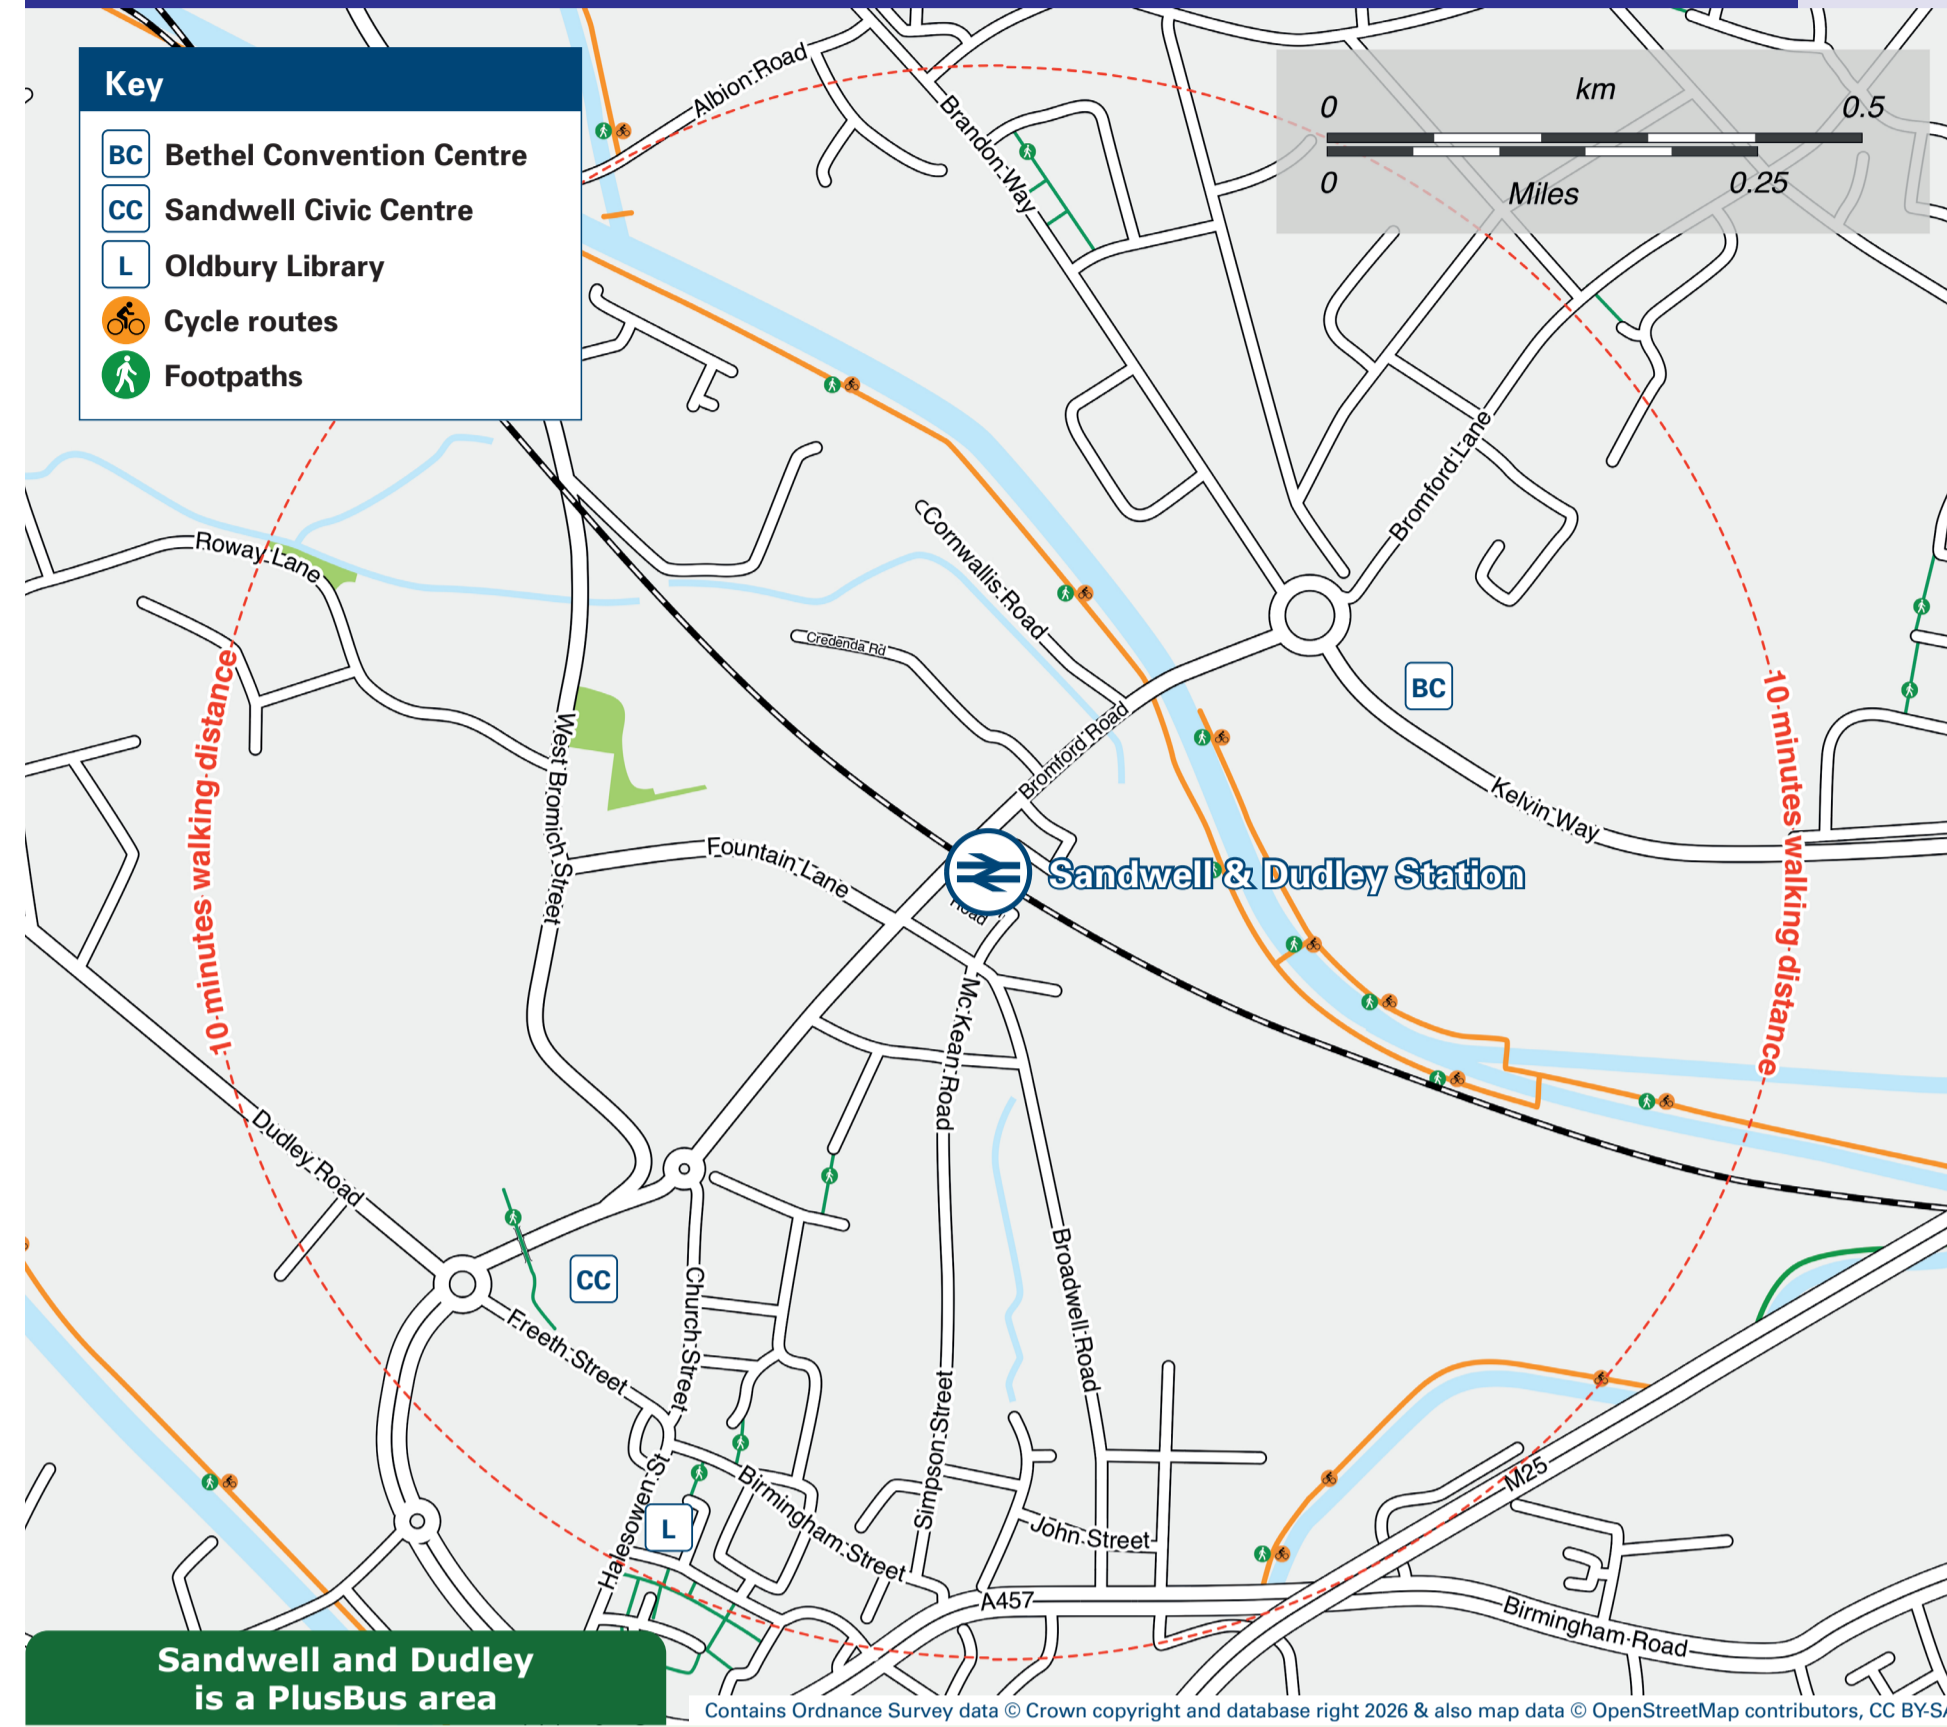 Key
BC Bethel Convention Centre
CC Sandwell Civic Centre
L Oldbury Library
Cycle routes
Footpaths
km
0 0.5
0 0.25
Miles
Albion Road
Brandon Way
Bromford Lane
Roway Lane
Cornwallis Road
Credenda Rd
BC
10 minutes walking distance
10 minutes walking distance
West Bromich Street
Bromford Road
Kelvin Way
Fountain Lane
Sandwell & Dudley Station
Road
McKean Road
Dudley Road
CC
Church Street
Broadwell Road
Freeth Street
Simpson Street
Halesowen St
L
Birmingham Street
John Street
M25
A457
Birmingham Road
Sandwell and Dudley
is a PlusBus area
Contains Ordnance Survey data © Crown copyright and database right 2026 & also map data © OpenStreetMap contributors, CC BY-SA